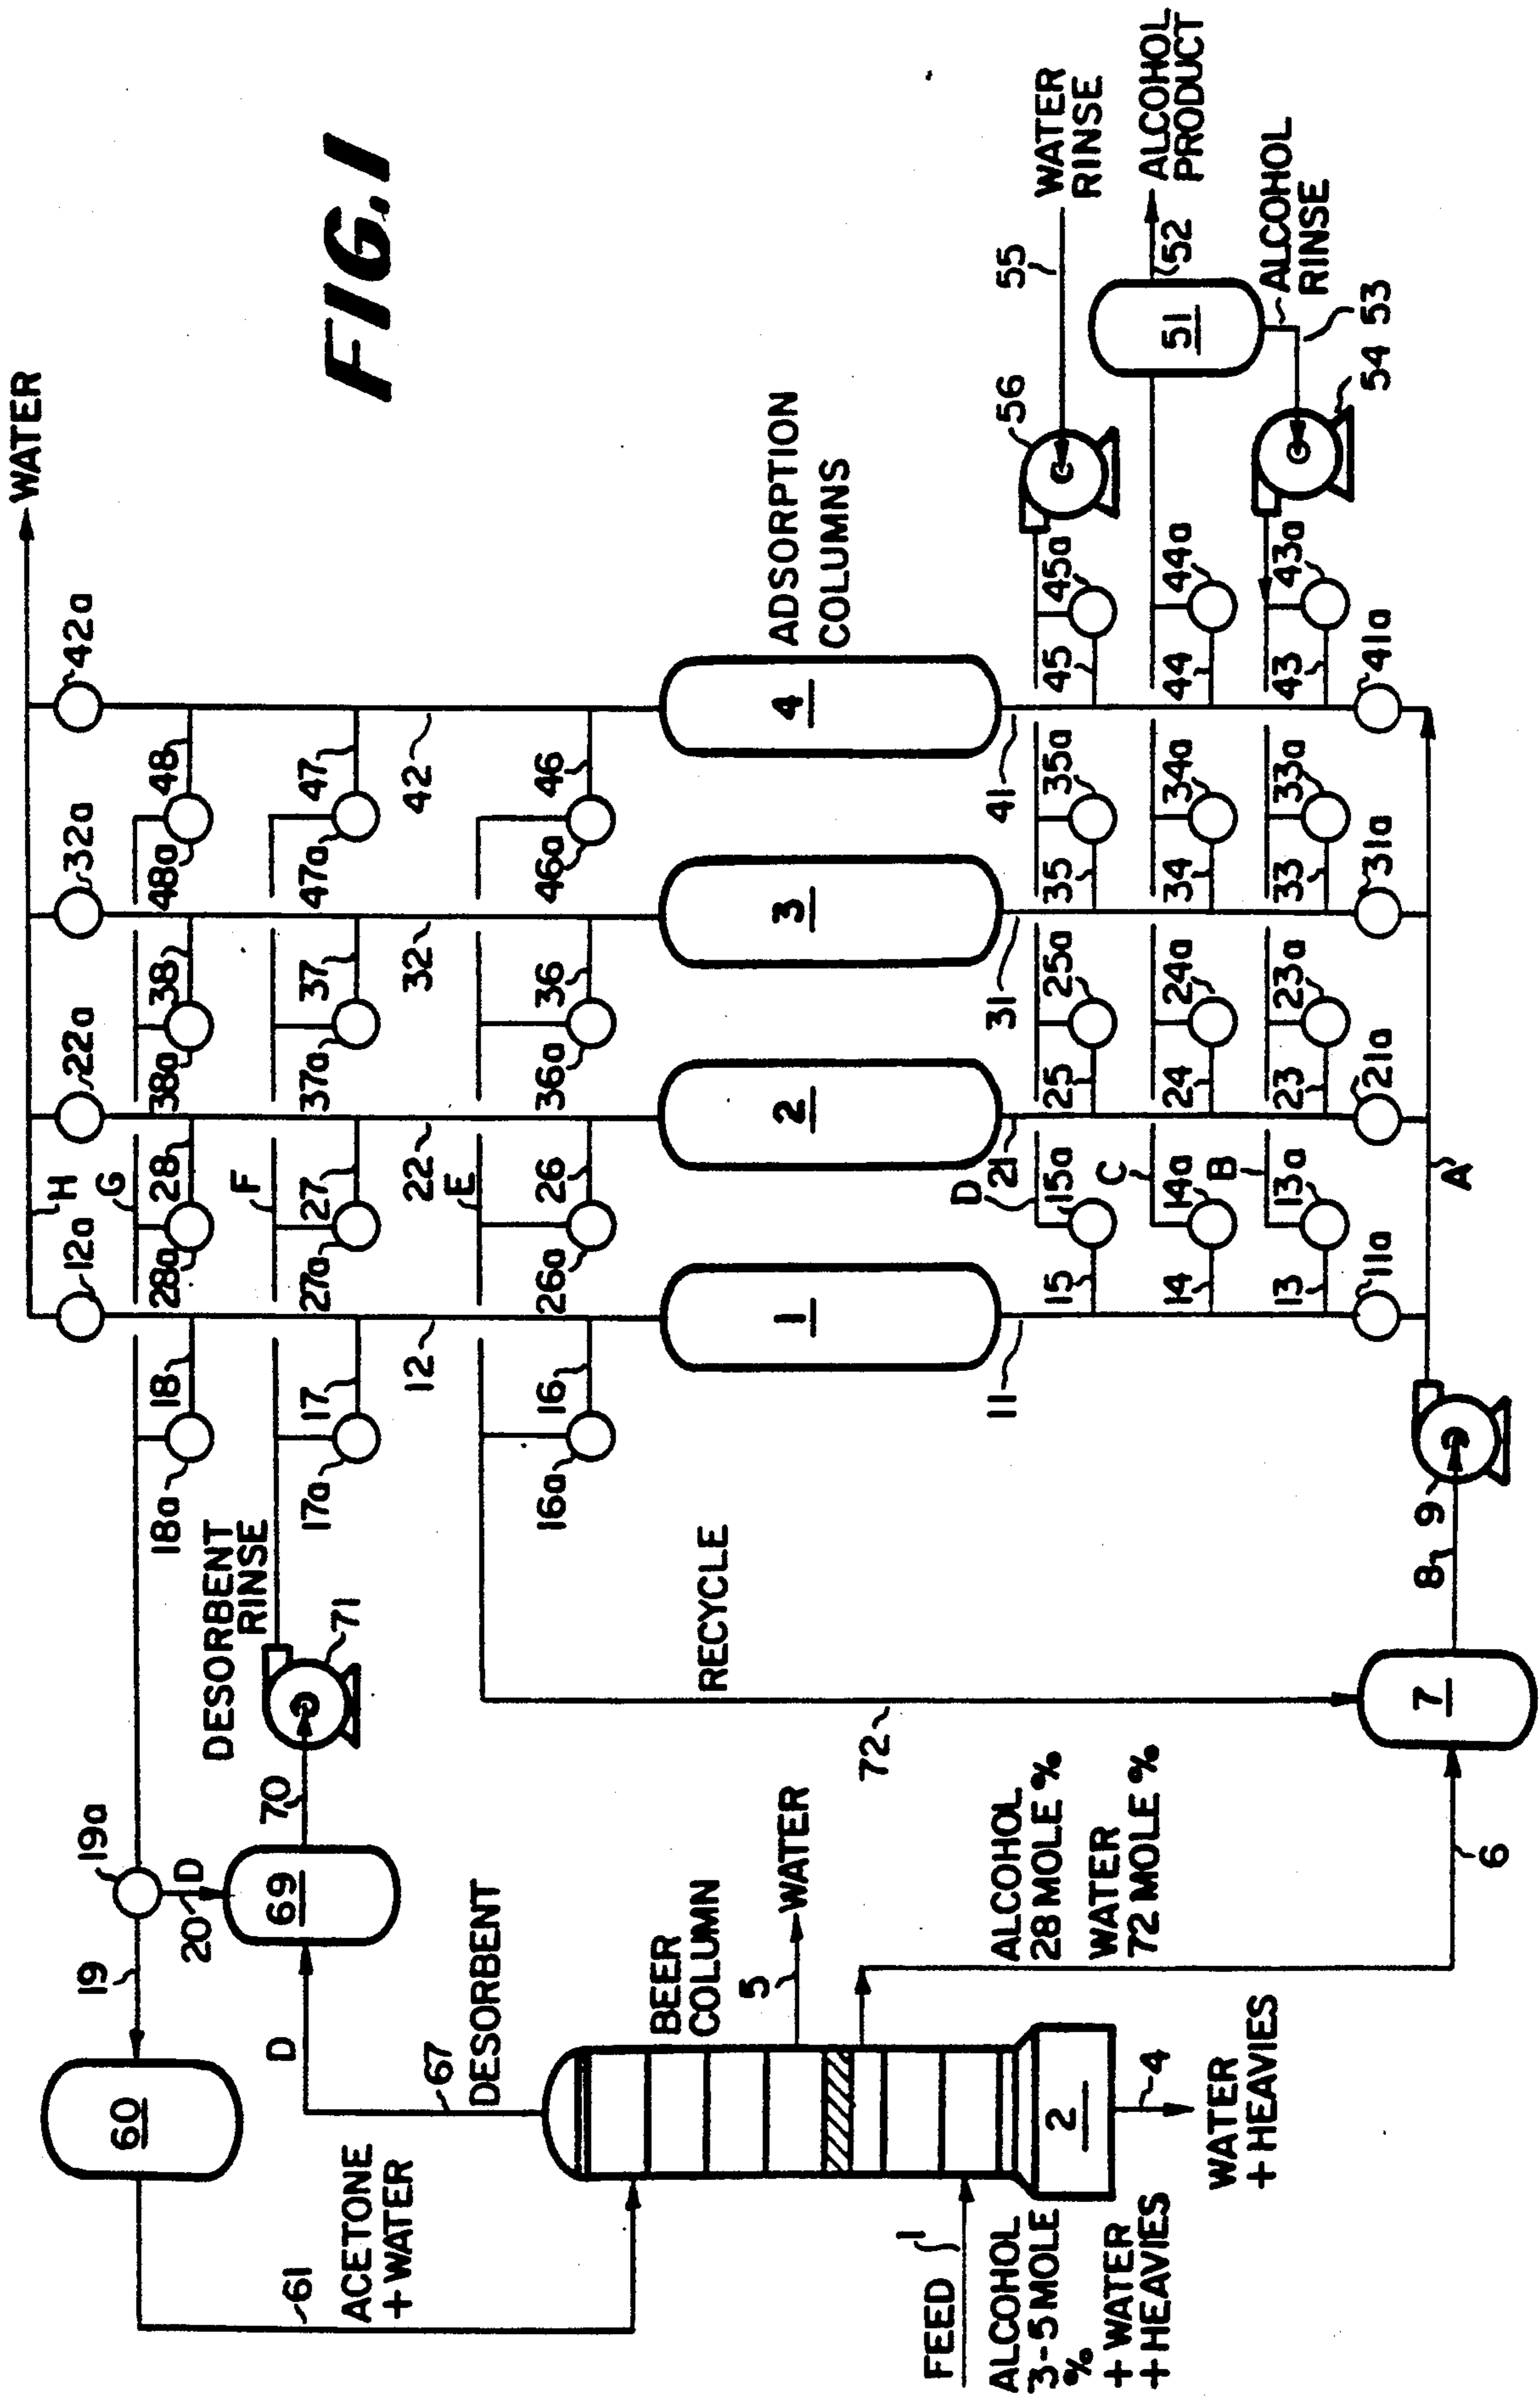 FIG. 1
WATER
H
12a
22a
32a
42a
G
18a
18
28a
28
38a
38
48a
48
19
19a
20
D
60
DESORBENT
RINSE
F
17a
17
27a
27
37a
37
47a
47
69
70
71
D
67
DESORBENT
61
ACETONE
+ WATER
12
22
32
42
E
16a
16
26a
26
36a
36
46a
46
RECYCLE
72
1
2
3
4
ADSORPTION
COLUMNS
BEER
COLUMN
5
WATER
FEED
1
ALCOHOL
3-5 MOLE
%
+ WATER
+ HEAVIES
2
4
WATER
+ HEAVIES
ALCOHOL
28 MOLE %
WATER
72 MOLE %
6
7
8
9
11
21
31
41
D
15
15a
25
25a
35
35a
45
45a
56
55
WATER
RINSE
C
14
14a
24
24a
34
34a
44
44a
51
52
ALCOHOL
PRODUCT
B
13
13a
23
23a
33
33a
43
43a
54
53
ALCOHOL
RINSE
11a
21a
31a
41a
A